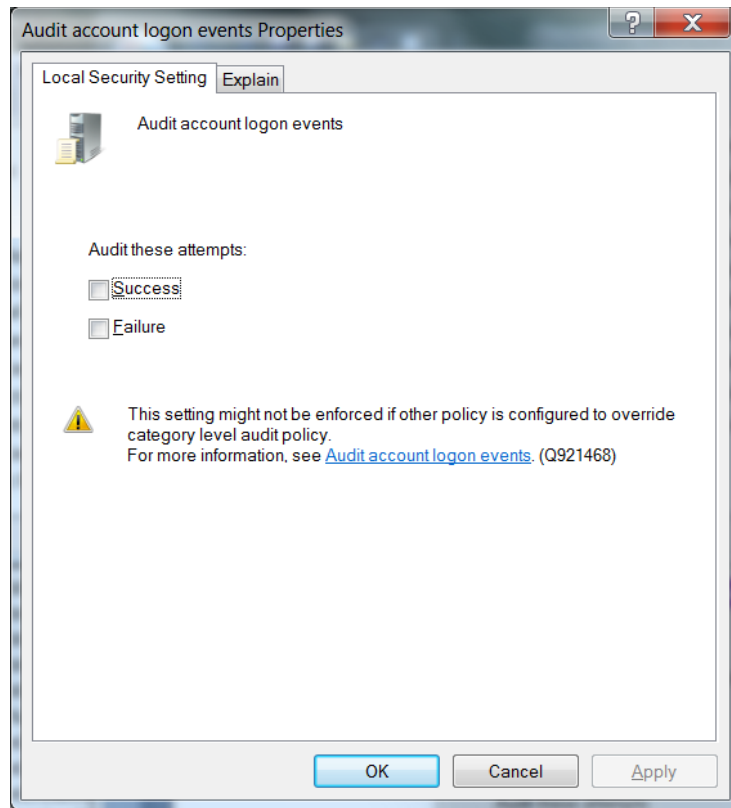 Audit account logon events Properties
Local Security Setting
Explain
Audit account logon events
Audit these attempts:
Success
Failure
This setting might not be enforced if other policy is configured to override
category level audit policy.
For more information, see Audit account logon events. (Q921468)
OK
Cancel
Apply